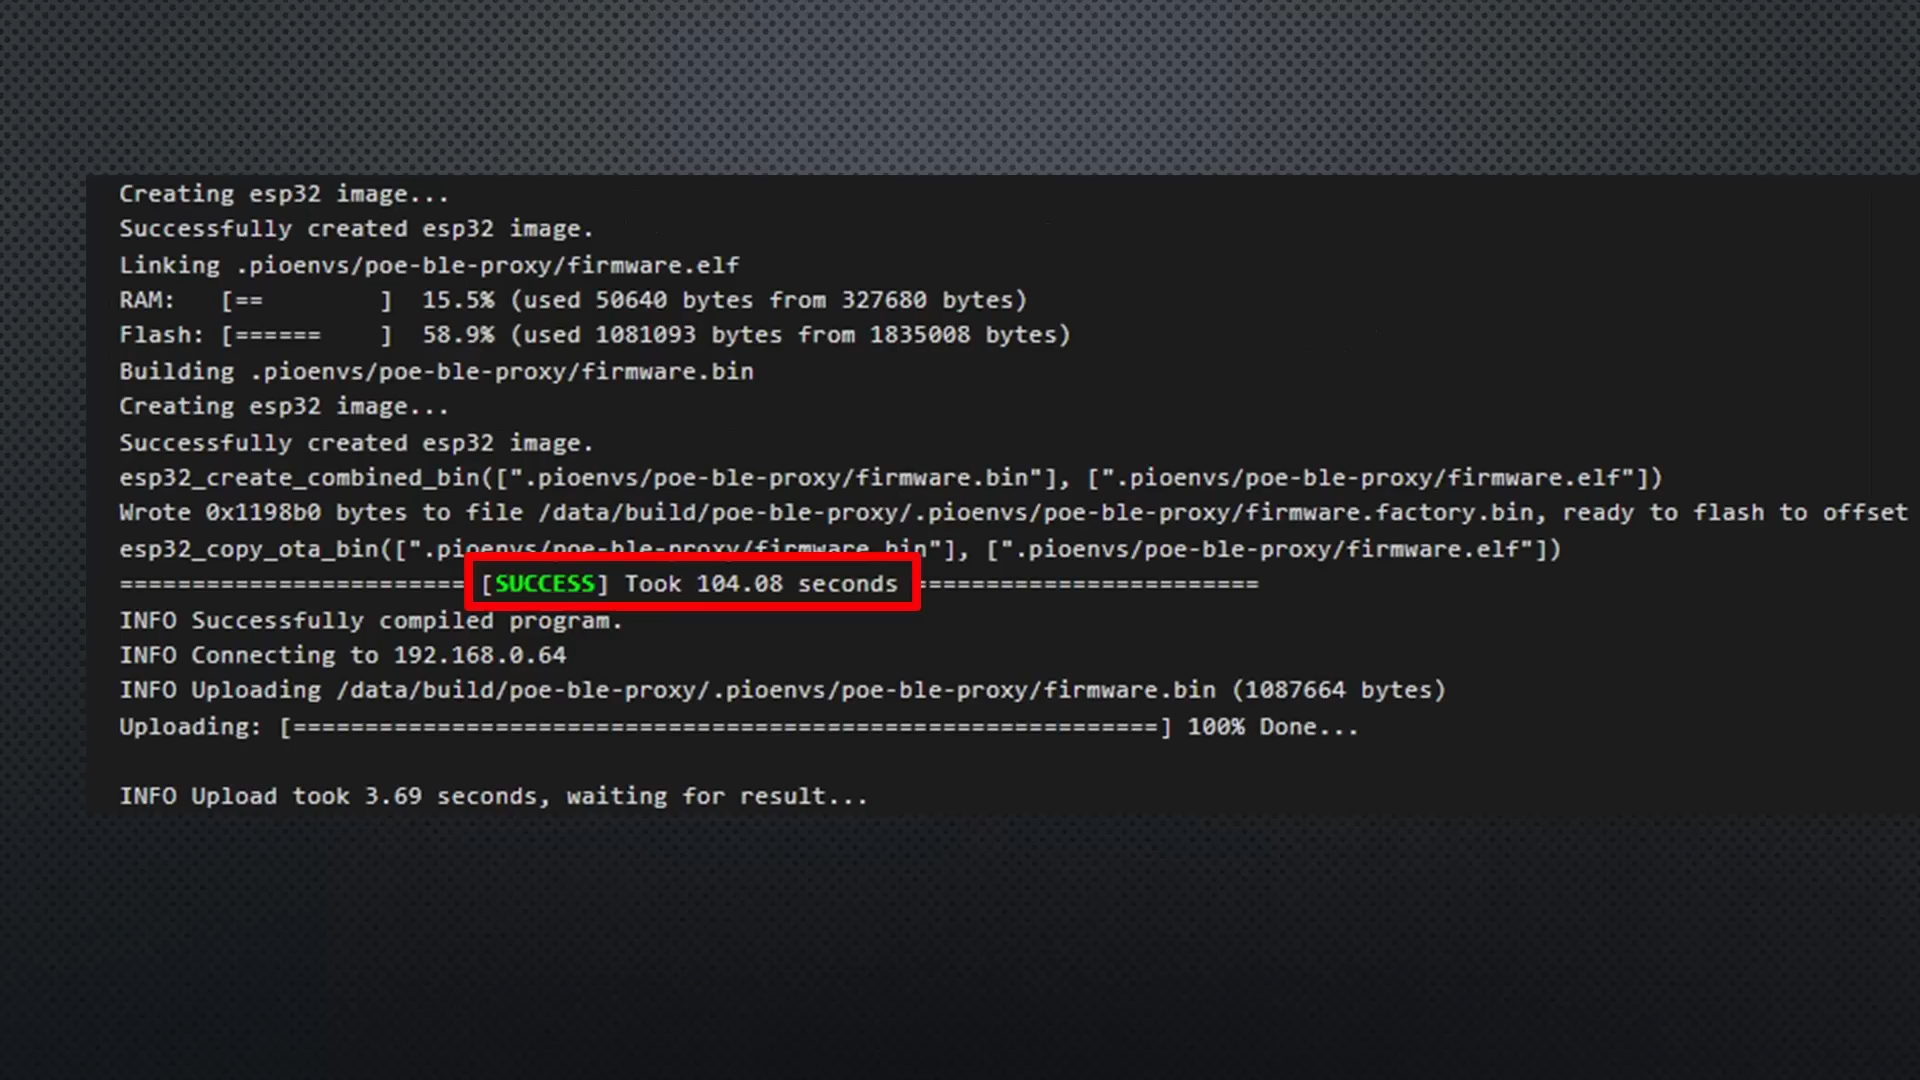 Creating esp32 image...
Successfully created esp32 image.
Linking .pioenvs/poe-ble-proxy/firmware.elf
RAM:   [==        ]  15.5% (used 50640 bytes from 327680 bytes)
Flash: [======    ]  58.9% (used 1081093 bytes from 1835008 bytes)
Building .pioenvs/poe-ble-proxy/firmware.bin
Creating esp32 image...
Successfully created esp32 image.
esp32_create_combined_bin([".pioenvs/poe-ble-proxy/firmware.bin"], [".pioenvs/poe-ble-proxy/firmware.elf"])
Wrote 0x1198b0 bytes to file /data/build/poe-ble-proxy/.pioenvs/poe-ble-proxy/firmware.factory.bin, ready to flash to offset
esp32_copy_ota_bin([".pioenvs/poe-ble-proxy/firmware.bin"], [".pioenvs/poe-ble-proxy/firmware.elf"])
======================== [SUCCESS] Took 104.08 seconds ========================
INFO Successfully compiled program.
INFO Connecting to 192.168.0.64
INFO Uploading /data/build/poe-ble-proxy/.pioenvs/poe-ble-proxy/firmware.bin (1087664 bytes)
Uploading: [============================================================] 100% Done...
INFO Upload took 3.69 seconds, waiting for result...